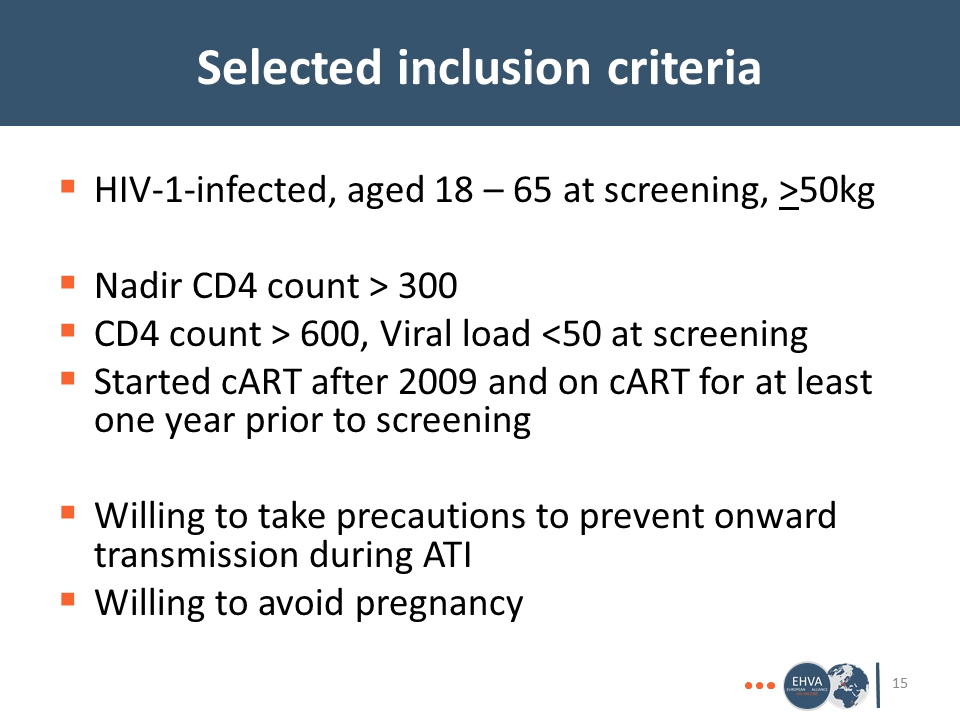 Selected inclusion criteria
▪ HIV-1-infected, aged 18 – 65 at screening, >50kg
▪ Nadir CD4 count > 300
▪ CD4 count > 600, Viral load <50 at screening
▪ Started cART after 2009 and on cART for at least
one year prior to screening
▪ Willing to take precautions to prevent onward
transmission during ATI
▪ Willing to avoid pregnancy
EHVA
EUROPEAN ALLIANCE
15